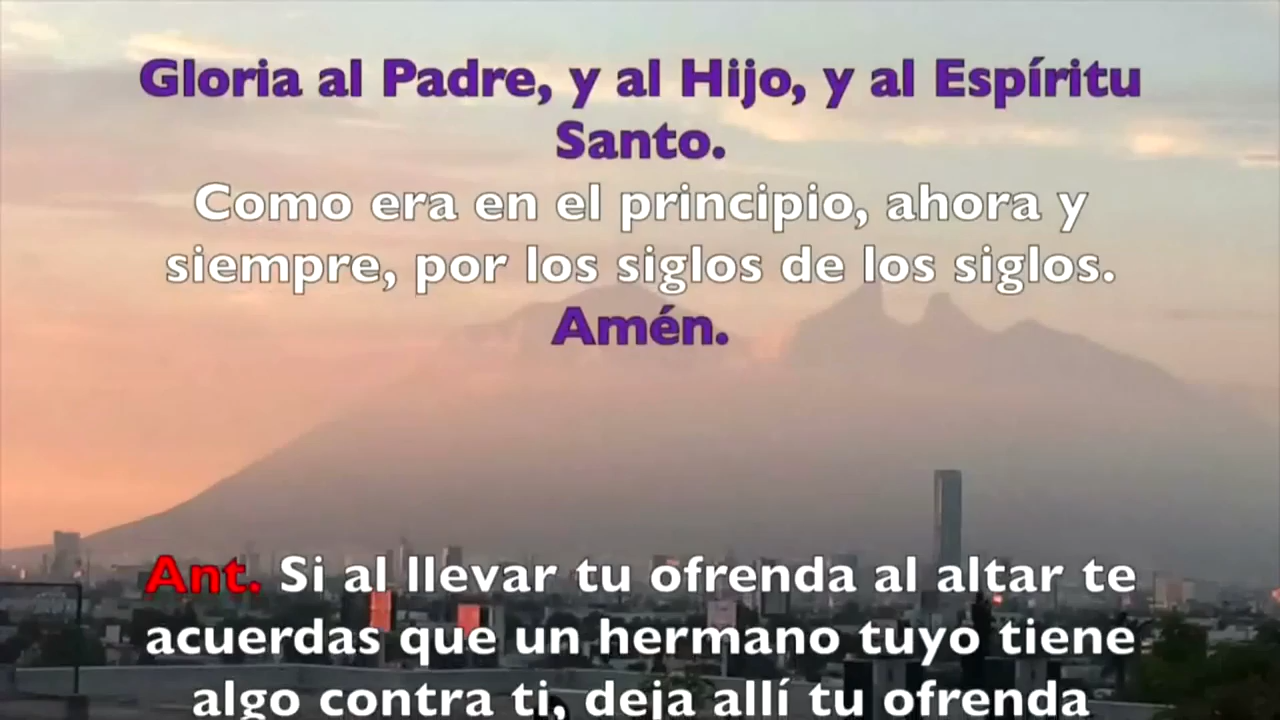 Gloria al Padre, y al Hijo, y al Espíritu
Santo.
Como era en el principio, ahora y
siempre, por los siglos de los siglos.
Amén.
Ant. Si al llevar tu ofrenda al altar te
acuerdas que un hermano tuyo tiene
algo contra ti, deja allí tu ofrenda